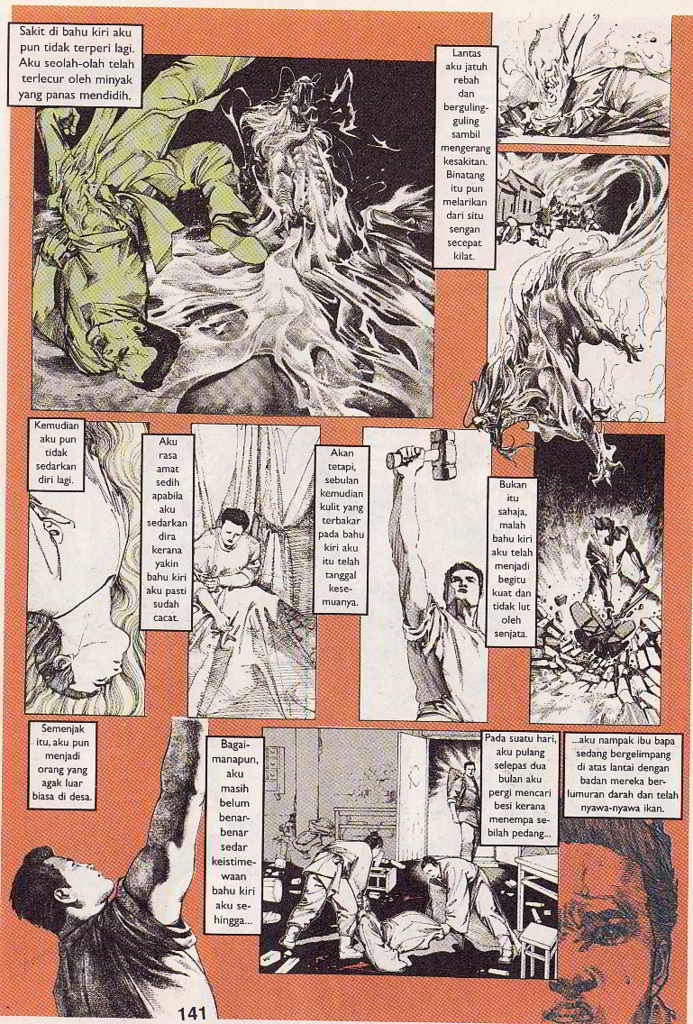 Sakit di bahu kiri aku
pun tidak terperi lagi.
Aku seolah-olah telah
terlecur oleh minyak
yang panas mendidih.
Lantas
aku jatuh
rebah
dan
berguling-
guling
sambil
mengerang
kesakitan.
Binatang
itu pun
melarikan
dari situ
sengan
secepat
kilat.
Kemudian
aku pun
tidak
sedarkan
diri lagi.
Aku
rasa
amat
sedih
apabila
aku
sedarkan
dira
kerana
yakin
bahu kiri
aku pasti
sudah
cacat.
Akan
tetapi,
sebulan
kemudian
kulit yang
terbakar
pada bahu
kiri aku
itu telah
tanggal
kese-
muanya.
Bukan
itu
sahaja,
malah
bahu kiri
aku telah
menjadi
begitu
kuat dan
tidak lut
oleh
senjata.
Semenjak
itu, aku pun
menjadi
orang yang
agak luar
biasa di desa.
Bagai-
manapun,
aku
masih
belum
benar-
benar
sedar
keistime-
waan
bahu kiri
aku se-
hingga...
Pada suatu hari,
aku pulang
selepas dua
bulan aku
pergi mencari
besi kerana
menempa se-
bilah pedang...
...aku nampak ibu bapa
sedang bergelimpang
di atas lantai dengan
badan mereka ber-
lumuran darah dan telah
nyawa-nyawa ikan.
141